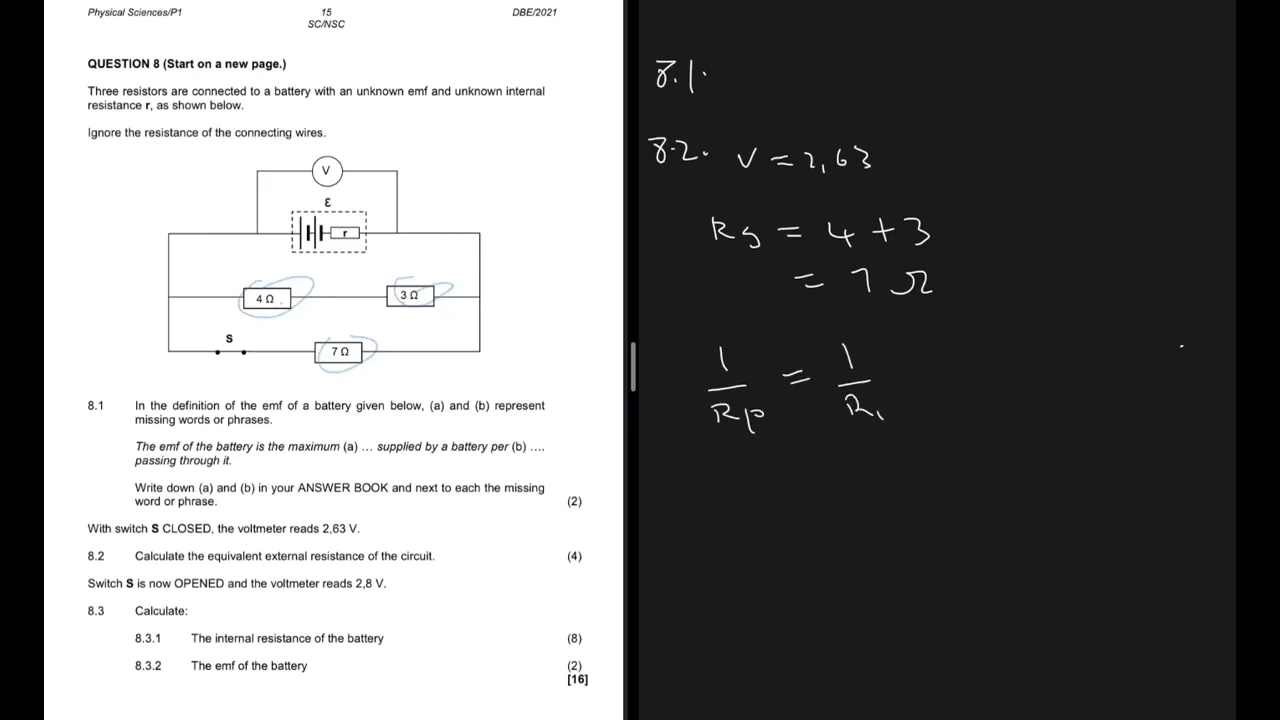 Physical Sciences/P1 15 DBE/2021
SC/NSC
QUESTION 8 (Start on a new page.)
Three resistors are connected to a battery with an unknown emf and unknown internal
resistance r, as shown below.
Ignore the resistance of the connecting wires.
V
Ɛ
r
4 Ω
3 Ω
S
7 Ω
8.1 In the definition of the emf of a battery given below, (a) and (b) represent
missing words or phrases.
The emf of the battery is the maximum (a) … supplied by a battery per (b) ….
passing through it.
Write down (a) and (b) in your ANSWER BOOK and next to each the missing
word or phrase. (2)
With switch S CLOSED, the voltmeter reads 2,63 V.
8.2 Calculate the equivalent external resistance of the circuit. (4)
Switch S is now OPENED and the voltmeter reads 2,8 V.
8.3 Calculate:
8.3.1 The internal resistance of the battery (8)
8.3.2 The emf of the battery (2)
[16]
8.1.
8.2. V = 2,63
Rs = 4 + 3
= 7 Ω
1/Rp = 1/R1